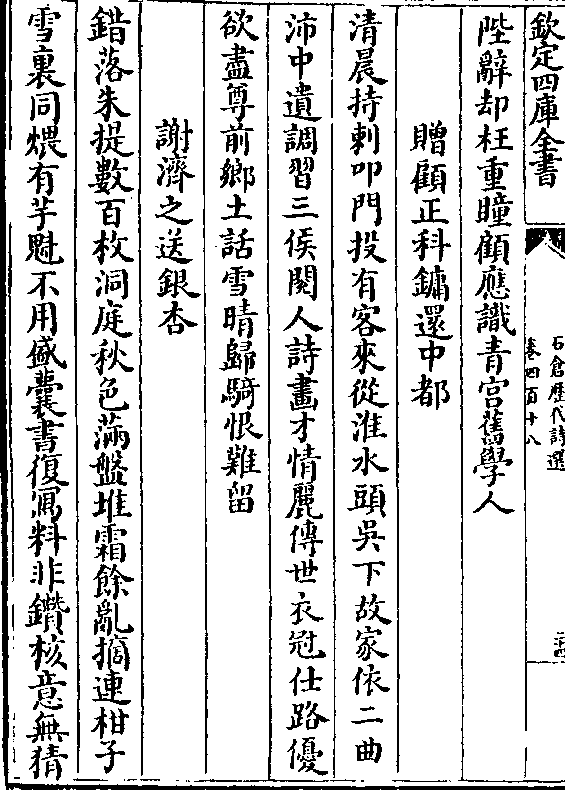 欽定四庫全書
石倉歴代詩選
卷四百十八
陛辭却枉重瞳顧應識青宫舊學人
贈顧正科鏞還中都
清晨持刺叩門投有客來從淮水頭吳下故家依二曲
沛中遺調習三侯閲人詩畫才情麗傳世衣冠仕路優
欲盡尊前鄉土話雪晴歸騎恨難留
謝濟之送銀杏
錯落朱提數百枚洞庭秋色滿盤堆霜餘亂摘連柑子
雪裏同煨有芋魁不用盛囊書復寫料非鑽核意無猜